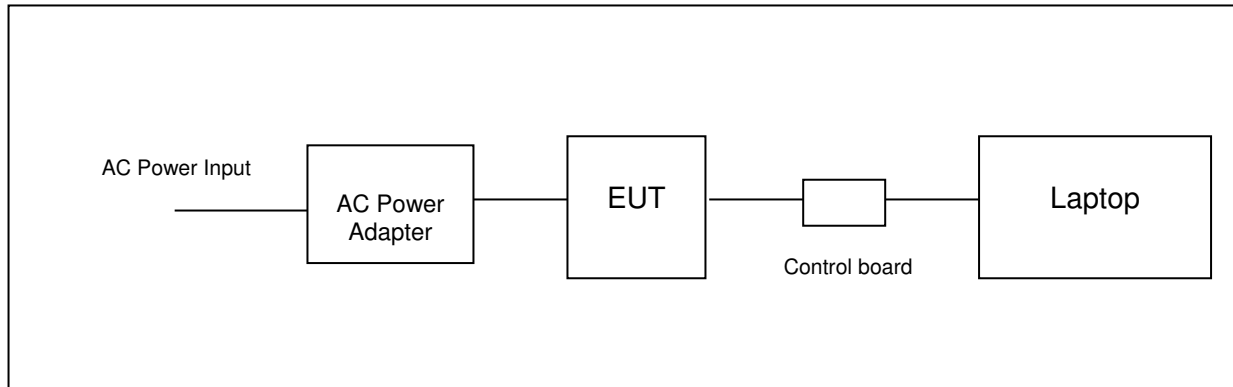 AC Power Input
AC Power
Adapter
EUT
Control board
Laptop